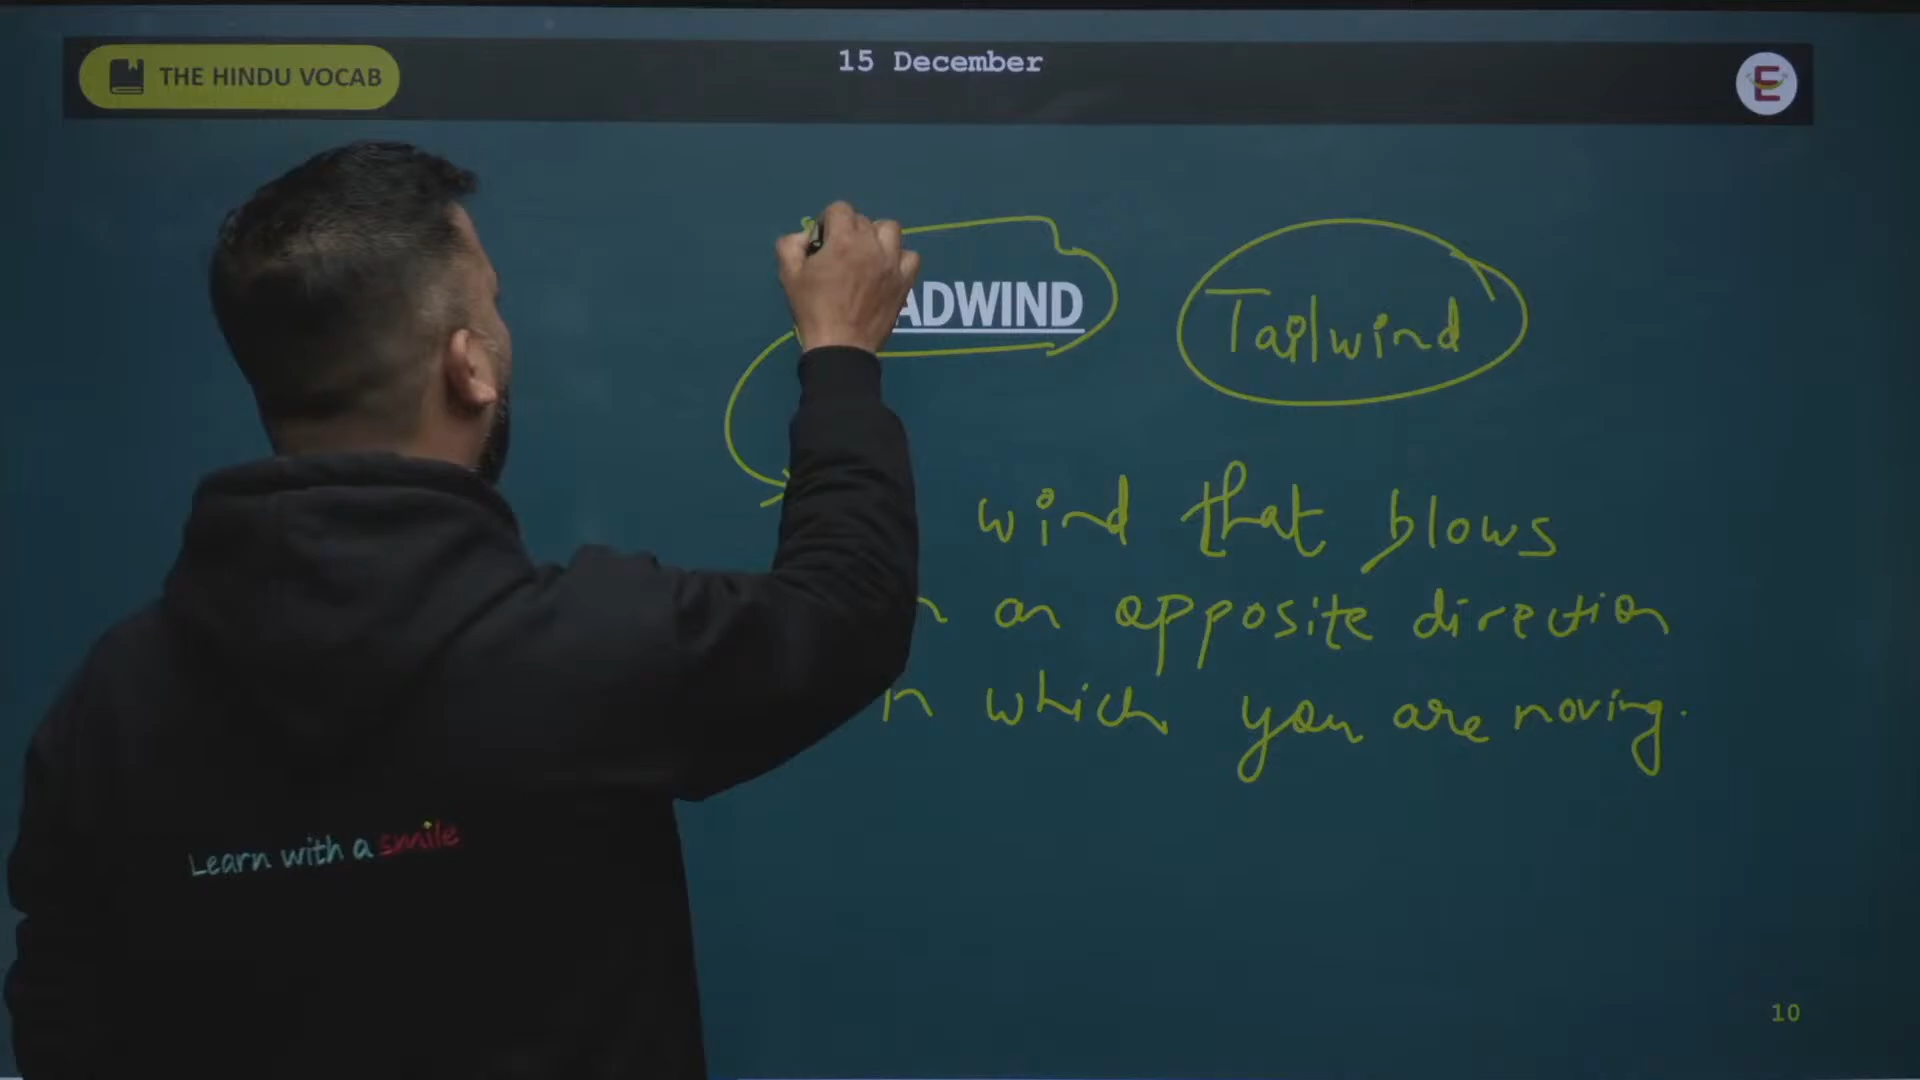 15 December
THE HINDU VOCAB
ADWIND
Tailwind
wind that blows
n an opposite direction
n which you are moving.
Learn with a smile
10